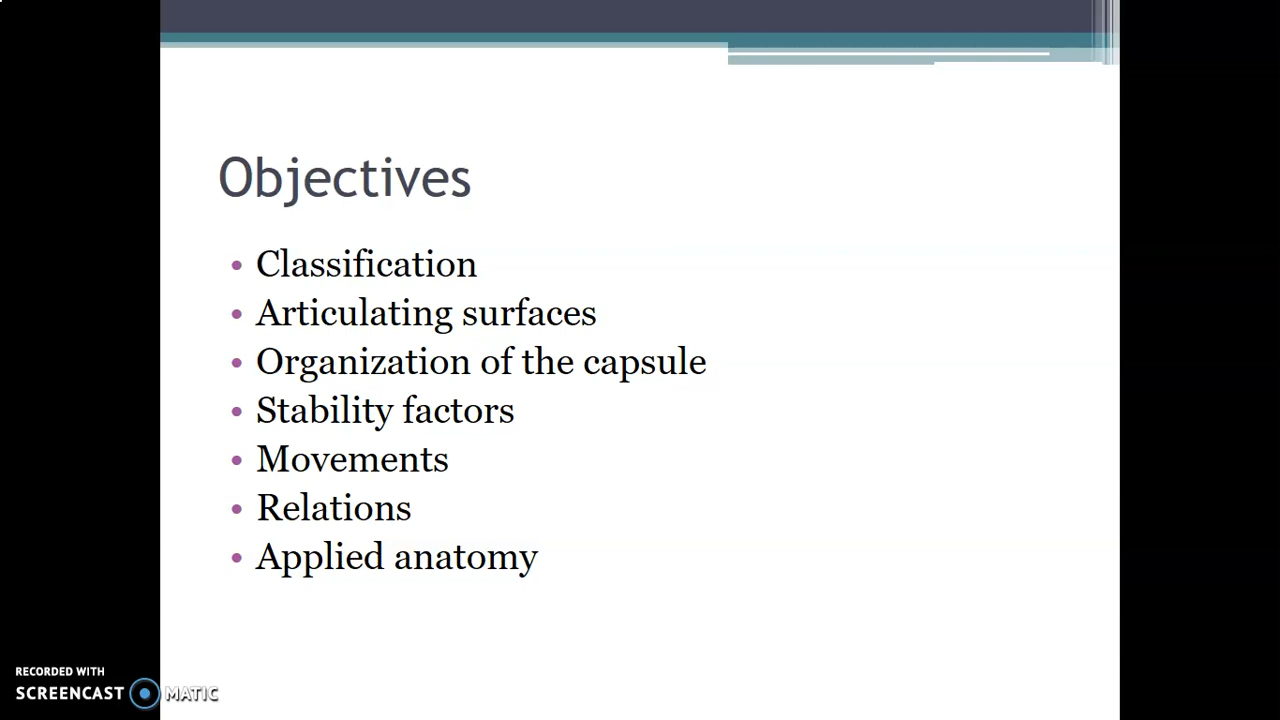 Objectives
• Classification
• Articulating surfaces
• Organization of the capsule
• Stability factors
• Movements
• Relations
• Applied anatomy
RECORDED WITH
SCREENCAST MATIC